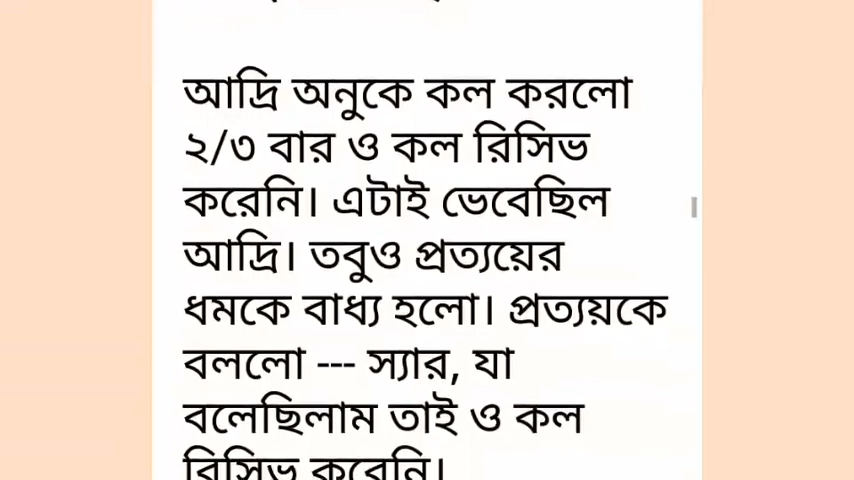 আদ্রি অনুকে কল করলো
২/৩ বার ও কল রিসিভ
করেনি। এটাই ভেবেছিল
আদ্রি। তবুও প্রত্যয়ের
ধমকে বাধ্য হলো। প্রত্যয়কে
বললো --- স্যার, যা
বলেছিলাম তাই ও কল
রিসিভ করেনি।